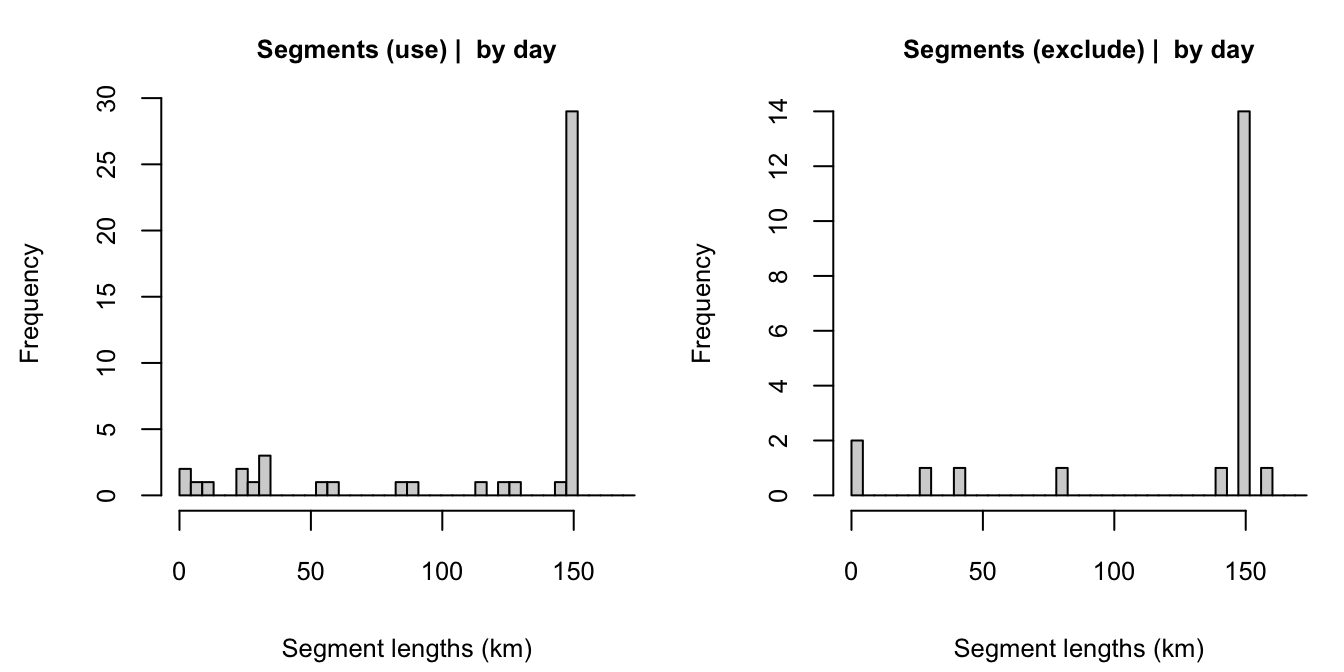 Segments (use) |  by day
Frequency
30
25
20
15
10
5
0
0 50 100 150
Segment lengths (km)
Segments (exclude) |  by day
Frequency
14
12
10
8
6
4
2
0
0 50 100 150
Segment lengths (km)